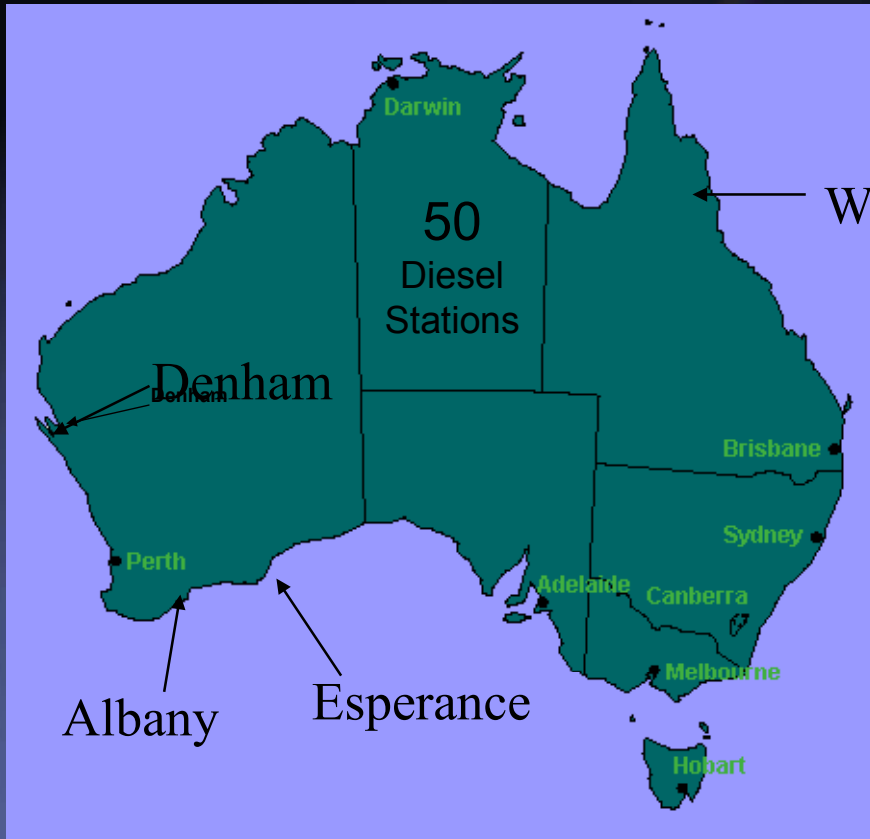 Darwin
50
Diesel
Stations
W
Denham
Denham
Brisbane
Sydney
Perth
Adelaide
Canberra
Melbourne
Albany
Esperance
Hobart